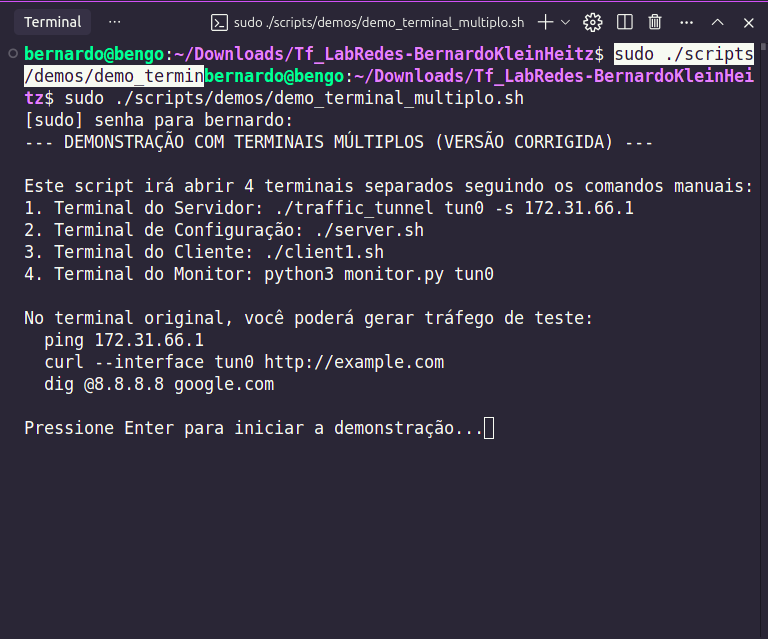 Terminal ··· sudo ./scripts/demos/demo_terminal_multiplo.sh
bernardo@bengo:~/Downloads/Tf_LabRedes-BernardoKleinHeitz$ sudo ./scripts
/demos/demo_terminbernardo@bengo:~/Downloads/Tf_LabRedes-BernardoKleinHei
tz$ sudo ./scripts/demos/demo_terminal_multiplo.sh
[sudo] senha para bernardo:
--- DEMONSTRAÇÃO COM TERMINAIS MÚLTIPLOS (VERSÃO CORRIGIDA) ---
Este script irá abrir 4 terminais separados seguindo os comandos manuais:
1. Terminal do Servidor: ./traffic_tunnel tun0 -s 172.31.66.1
2. Terminal de Configuração: ./server.sh
3. Terminal do Cliente: ./client1.sh
4. Terminal do Monitor: python3 monitor.py tun0
No terminal original, você poderá gerar tráfego de teste:
ping 172.31.66.1
curl --interface tun0 http://example.com
dig @8.8.8.8 google.com
Pressione Enter para iniciar a demonstração...